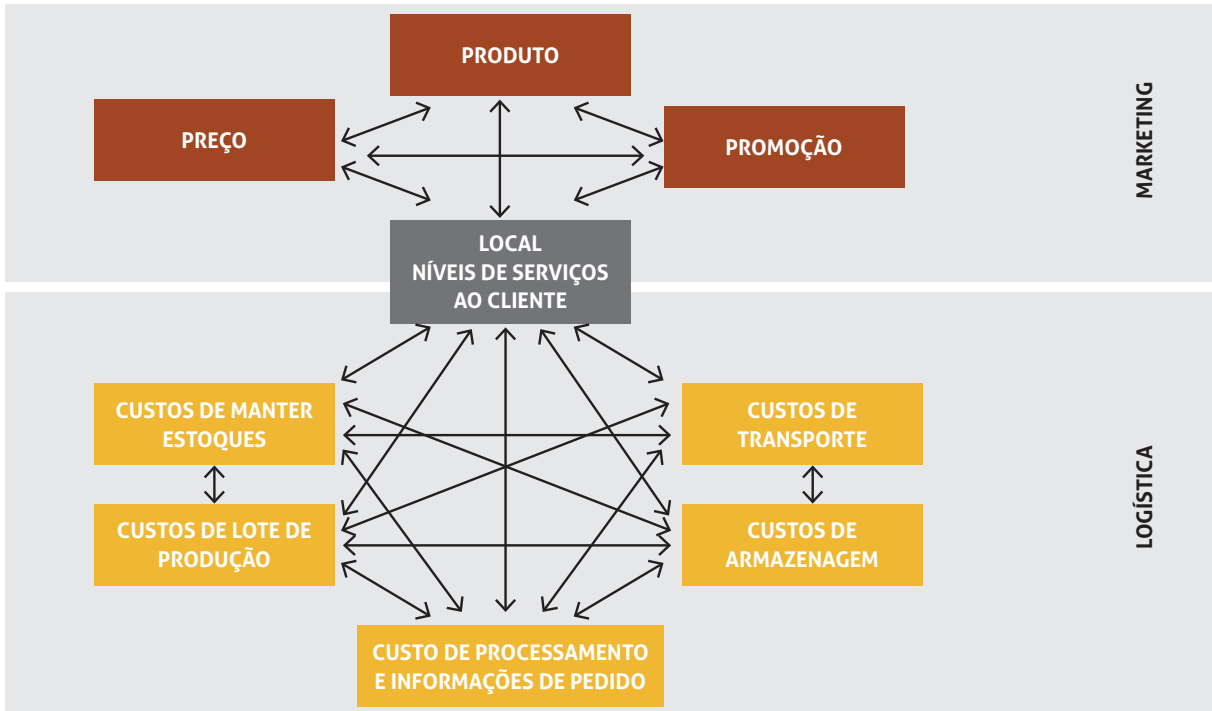 PRODUTO
PREÇO
PROMOÇÃO
MARKETING
LOCAL
NÍVEIS DE SERVIÇOS
AO CLIENTE
CUSTOS DE MANTER
ESTOQUES
CUSTOS DE
TRANSPORTE
LOGÍSTICA
CUSTOS DE LOTE DE
PRODUÇÃO
CUSTOS DE
ARMAZENAGEM
CUSTO DE PROCESSAMENTO
E INFORMAÇÕES DE PEDIDO